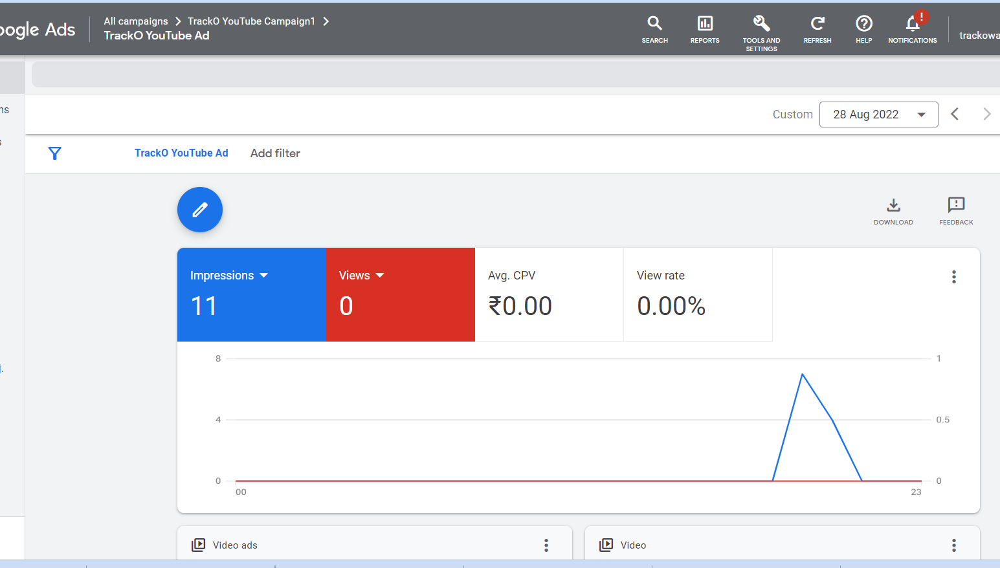 oogle Ads
All campaigns > TrackO YouTube Campaign1 >
TrackO YouTube Ad
SEARCH
REPORTS
TOOLS AND
SETTINGS
REFRESH
HELP
!
NOTIFICATIONS
trackowa
ns
s
Custom
28 Aug 2022
TrackO YouTube Ad
Add filter
DOWNLOAD
FEEDBACK
Impressions
11
Views
0
Avg. CPV
₹0.00
View rate
0.00%
8
1
4
0.5
0
0
00
23
j.
Video ads
Video